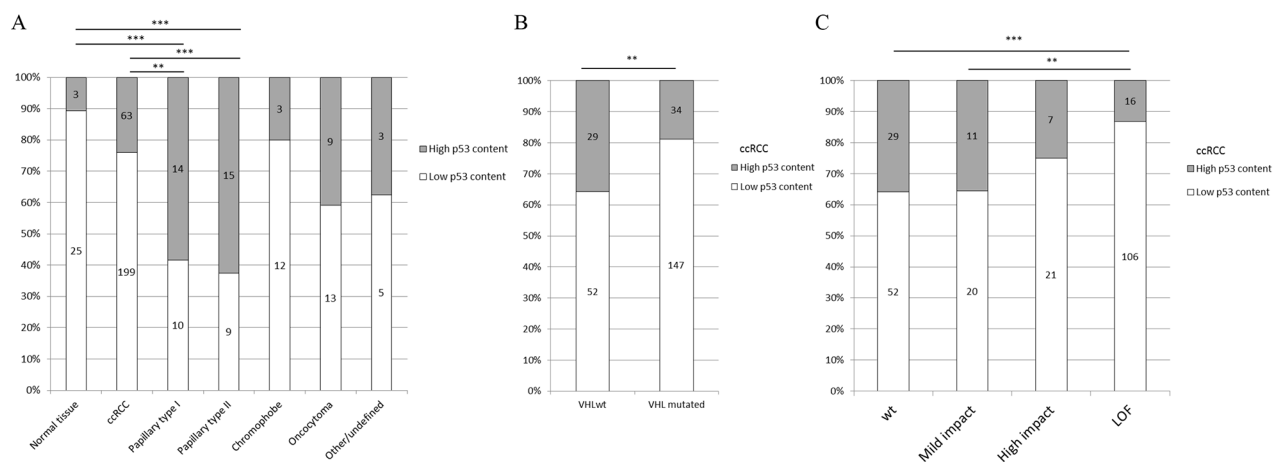 A
***
***
***
**
100%
90%
80%
70%
60%
50%
40%
30%
20%
10%
0%
3
63
14
15
3
9
3
25
199
10
9
12
13
5
Normal tissue
ccRCC
Papillary type I
Papillary type II
Chromophobe
Oncocytoma
Other/undefined
High p53 content
Low p53 content
B
**
100%
90%
80%
70%
60%
50%
40%
30%
20%
10%
0%
29
34
52
147
VHLwt
VHL mutated
ccRCC
High p53 content
Low p53 content
C
***
**
100%
90%
80%
70%
60%
50%
40%
30%
20%
10%
0%
29
11
7
16
52
20
21
106
wt
Mild impact
High impact
LOF
ccRCC
High p53 content
Low p53 content